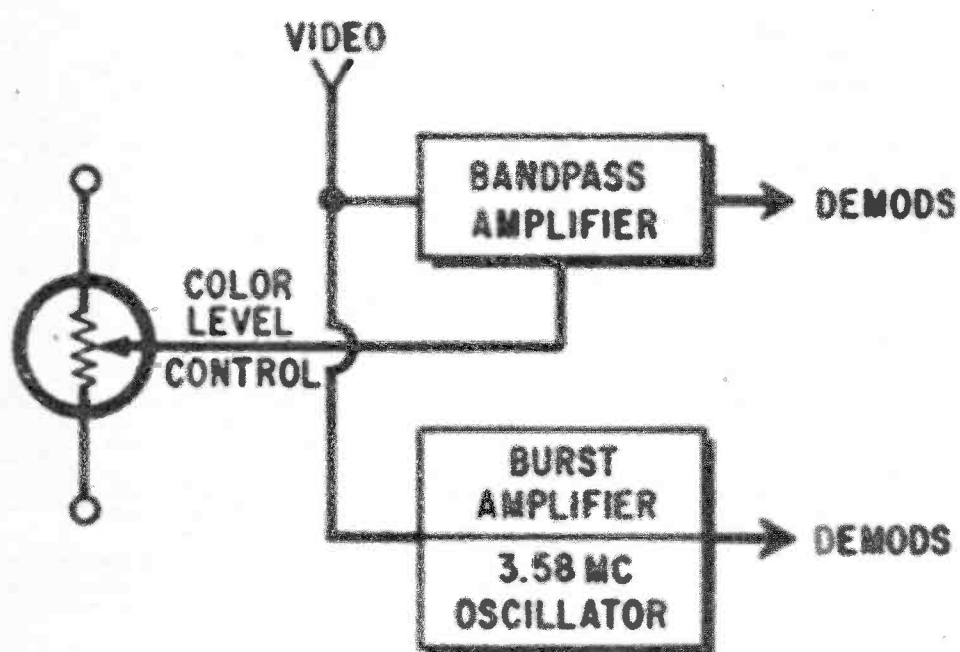 VIDEO
BANDPASS
AMPLIFIER
DEMODS
COLOR
LEVEL
CONTROL
BURST
AMPLIFIER
3.58 MC
OSCILLATOR
DEMODS